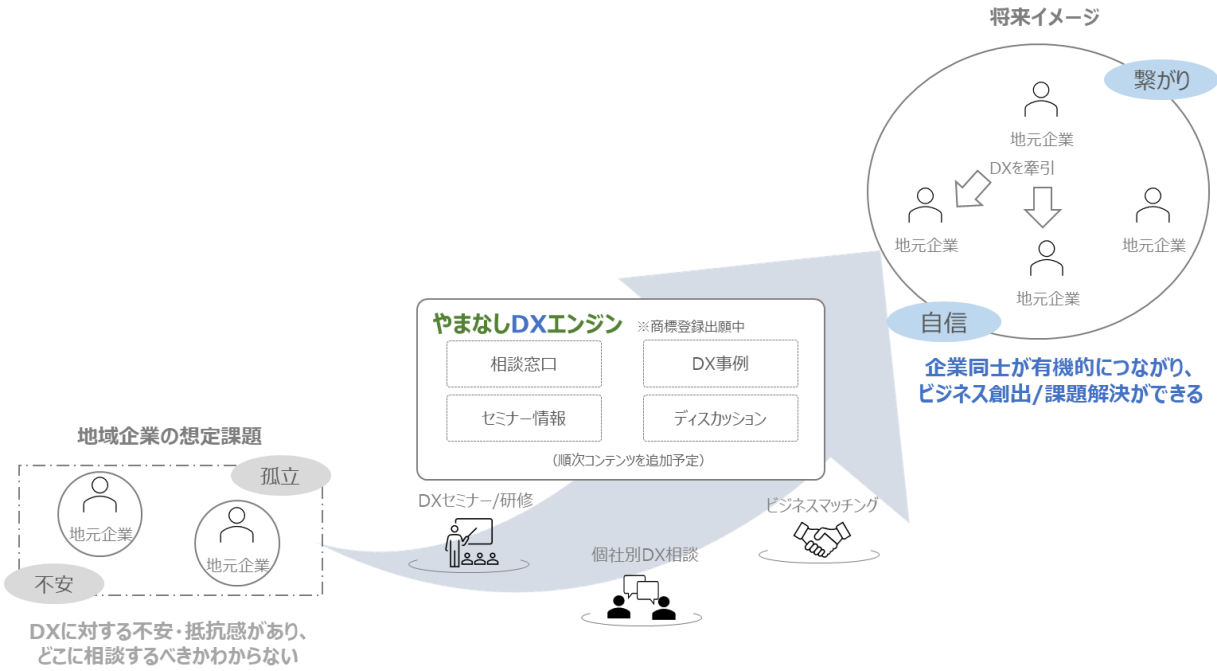 将来イメージ
繋がり
地元企業
DXを牽引
地元企業
地元企業
地元企業
自信
企業同士が有機的につながり、
ビジネス創出/課題解決ができる
やまなしDXエンジン ※商標登録出願中
相談窓口
DX事例
セミナー情報
ディスカッション
(順次コンテンツを追加予定)
地域企業の想定課題
孤立
地元企業
地元企業
不安
DXに対する不安・抵抗感があり、
どこに相談するべきかわからない
DXセミナー/研修
個社別DX相談
ビジネスマッチング